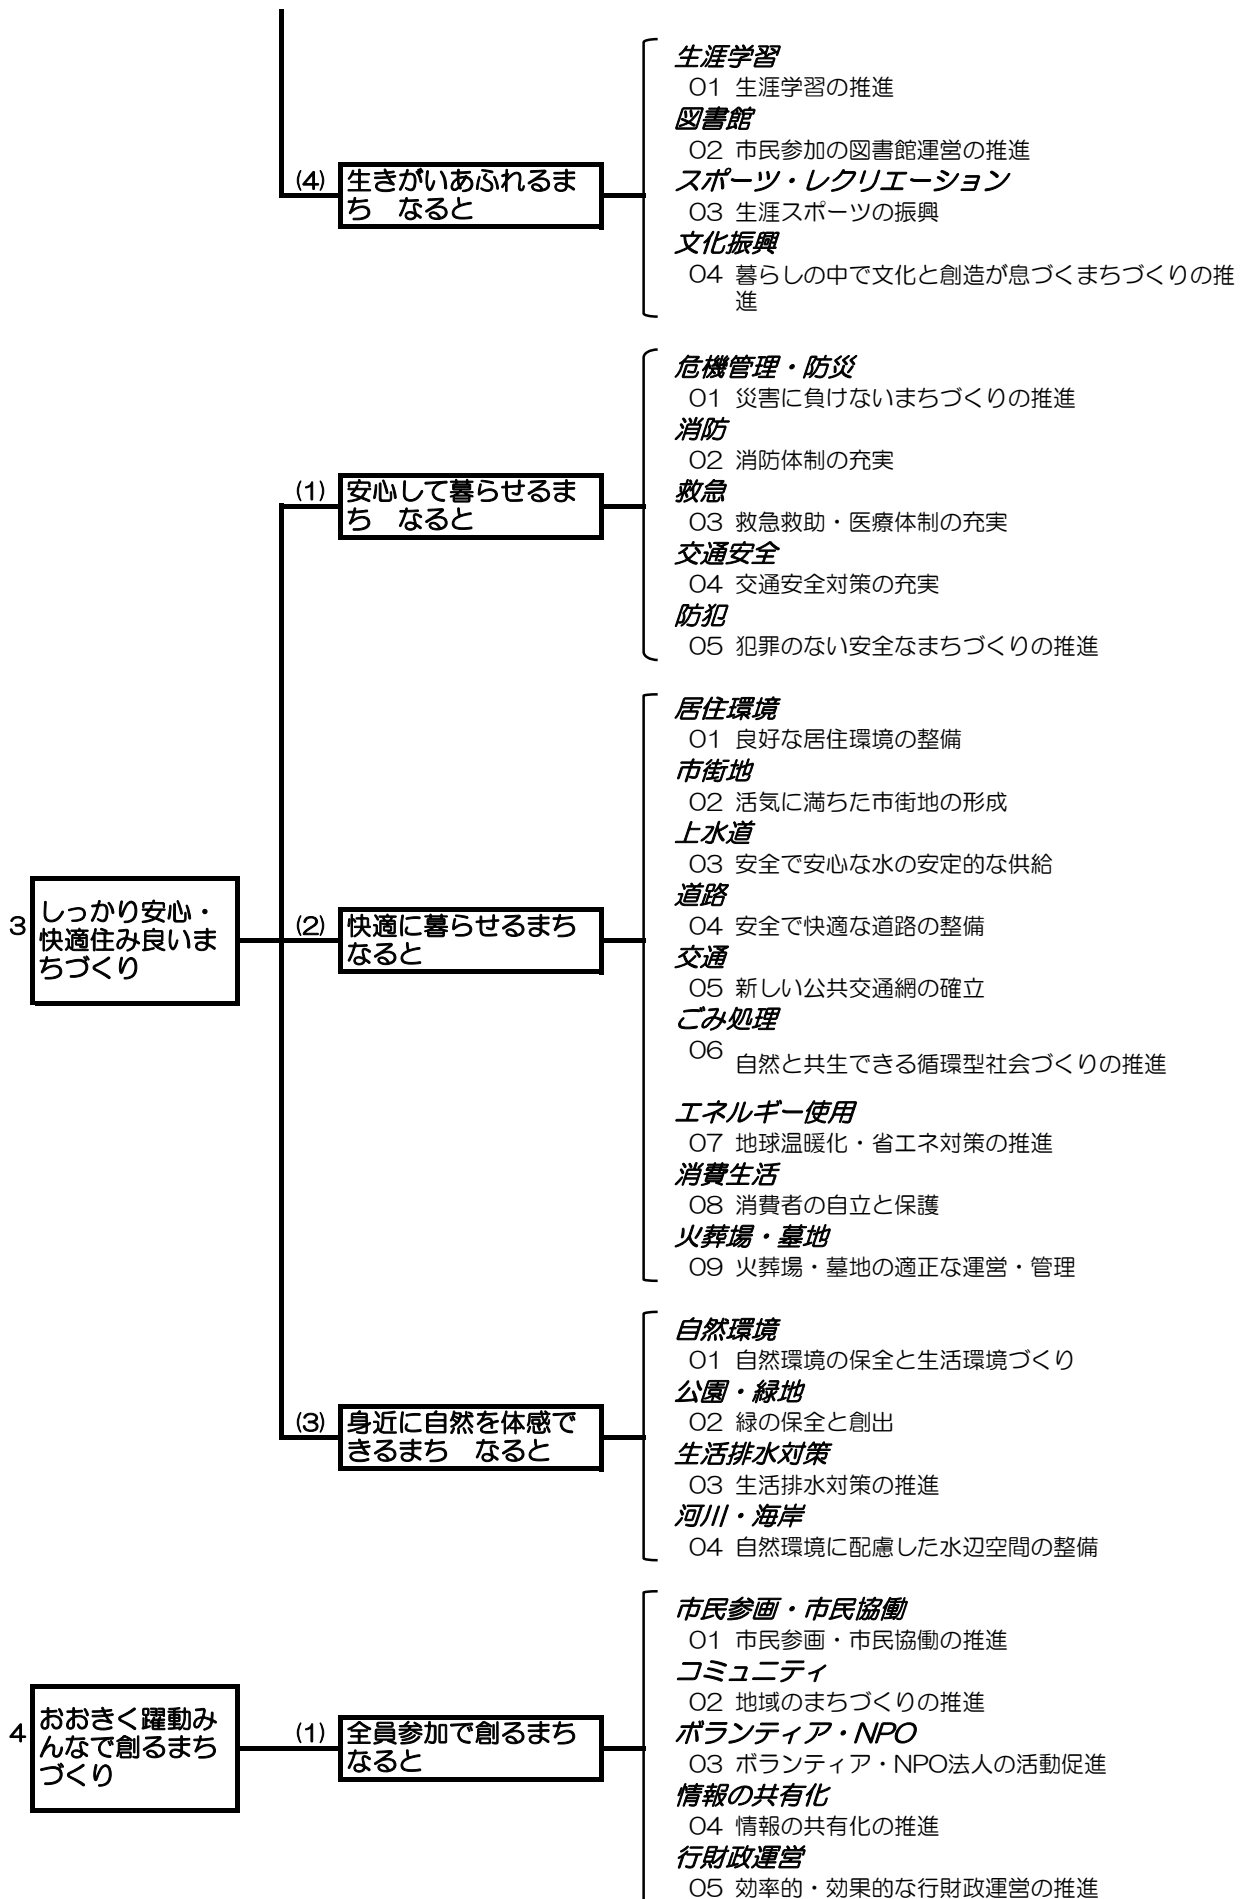 (4)
生きがいあふれるま
ち　なると
生涯学習
01 生涯学習の推進
図書館
02 市民参加の図書館運営の推進
スポーツ・レクリエーション
03 生涯スポーツの振興
文化振興
04 暮らしの中で文化と創造が息づくまちづくりの推
進
3
しっかり安心・
快適住み良いま
ちづくり
(1)
安心して暮らせるま
ち　なると
危機管理・防災
01 災害に負けないまちづくりの推進
消防
02 消防体制の充実
救急
03 救急救助・医療体制の充実
交通安全
04 交通安全対策の充実
防犯
05 犯罪のない安全なまちづくりの推進
(2)
快適に暮らせるまち
なると
居住環境
01 良好な居住環境の整備
市街地
02 活気に満ちた市街地の形成
上水道
03 安全で安心な水の安定的な供給
道路
04 安全で快適な道路の整備
交通
05 新しい公共交通網の確立
ごみ処理
06 自然と共生できる循環型社会づくりの推進
エネルギー使用
07 地球温暖化・省エネ対策の推進
消費生活
08 消費者の自立と保護
火葬場・墓地
09 火葬場・墓地の適正な運営・管理
(3)
身近に自然を体感で
きるまち　なると
自然環境
01 自然環境の保全と生活環境づくり
公園・緑地
02 緑の保全と創出
生活排水対策
03 生活排水対策の推進
河川・海岸
04 自然環境に配慮した水辺空間の整備
4
おおきく躍動み
んなで創るまち
づくり
(1)
全員参加で創るまち
なると
市民参画・市民協働
01 市民参画・市民協働の推進
コミュニティ
02 地域のまちづくりの推進
ボランティア・NPO
03 ボランティア・NPO法人の活動促進
情報の共有化
04 情報の共有化の推進
行財政運営
05 効率的・効果的な行財政運営の推進